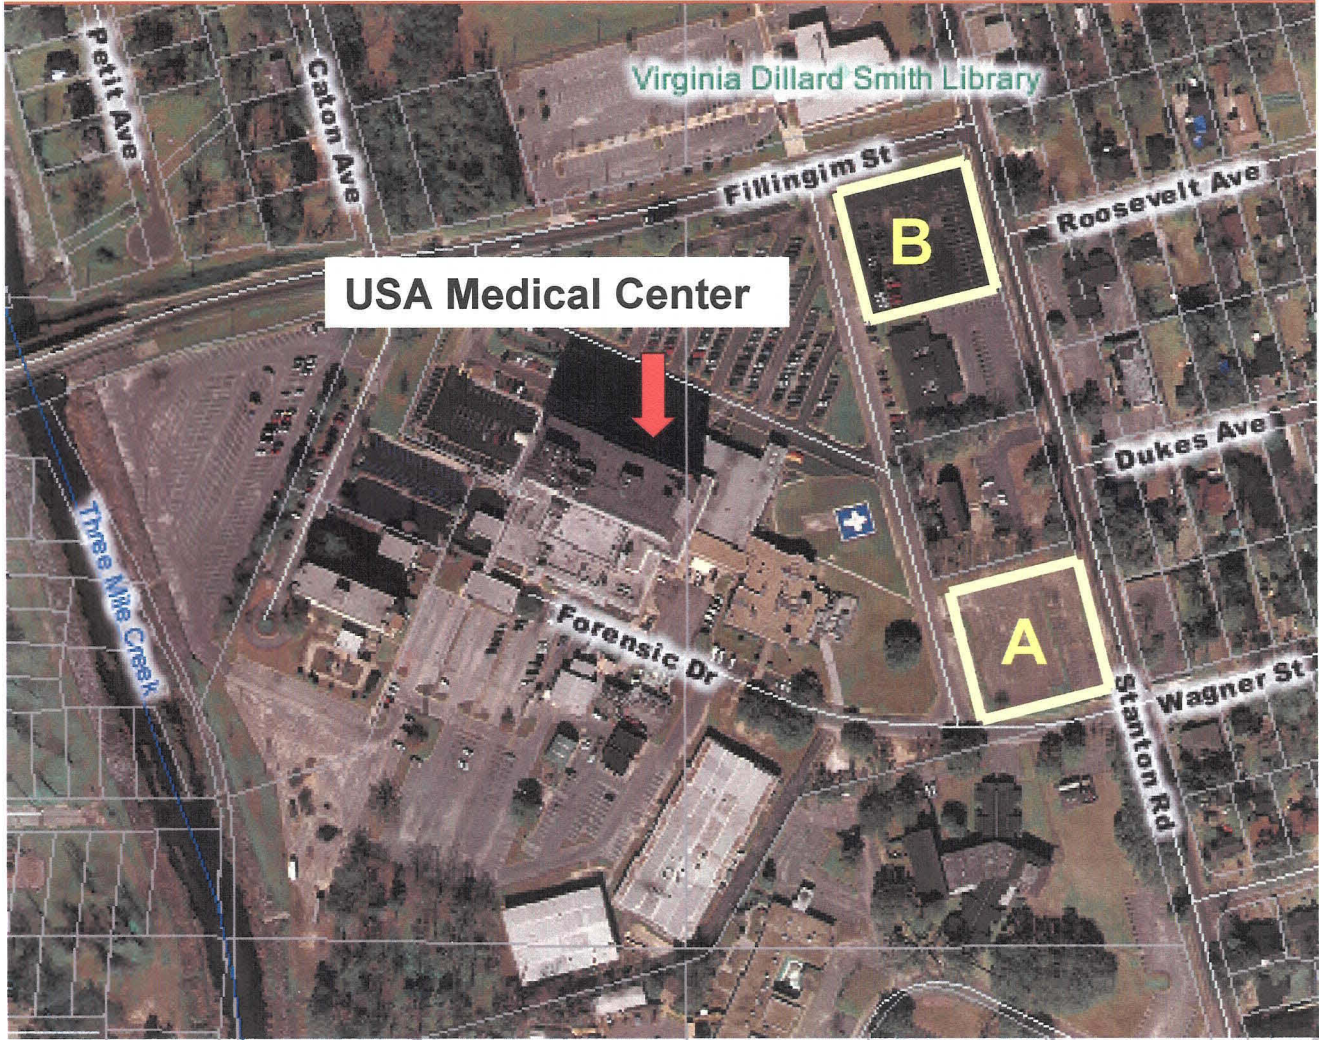 Petit Ave
Caton Ave
Virginia Dillard Smith Library
Fillingim St
Roosevelt Ave
B
USA Medical Center
Dukes Ave
Three Mile Creek
Forensic Dr
A
Wagner St
Stanton Rd